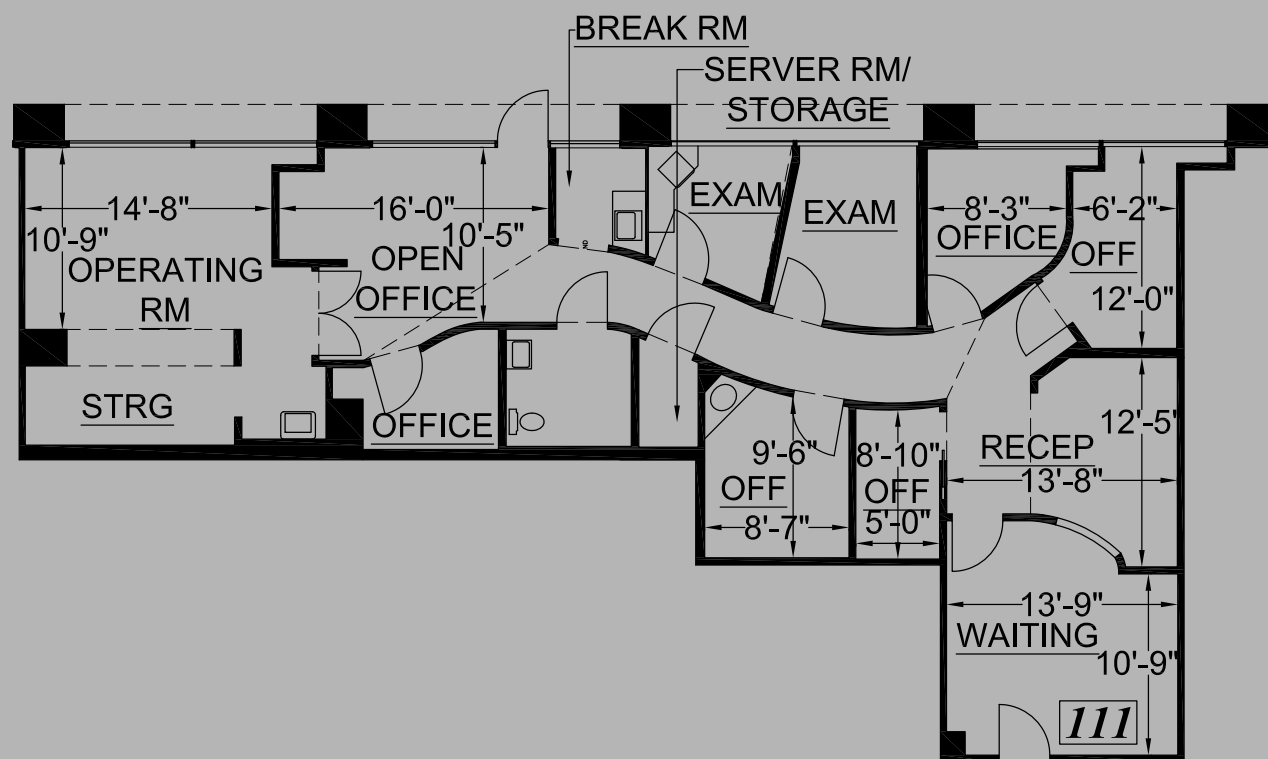 BREAK RM
SERVER RM/
STORAGE
14'-8"
10'-9"
OPERATING
RM
STRG
16'-0"
10'-5"
OPEN
OFFICE
OFFICE
EXAM
EXAM
8'-3"
OFFICE
6'-2"
OFF
12'-0"
9'-6"
OFF
8'-7"
8'-10"
OFF
5'-0"
12'-5'
RECEP
13'-8"
13'-9"
WAITING
10'-9"
111